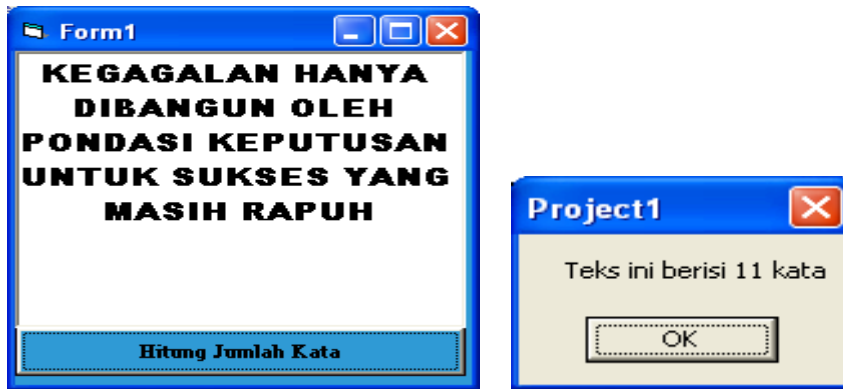 Form1
KEGAGALAN HANYA
DIBANGUN OLEH
PONDASI KEPUTUSAN
UNTUK SUKSES YANG
MASIH RAPUH
Hitung Jumlah Kata
Project1
Teks ini berisi 11 kata
OK